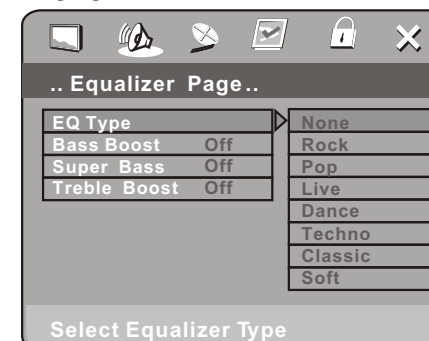 .. Equalizer Page..
EQ Type
Bass Boost Off
Super Bass Off
Treble Boost Off
None
Rock
Pop
Live
Dance
Techno
Classic
Soft
Select Equalizer Type